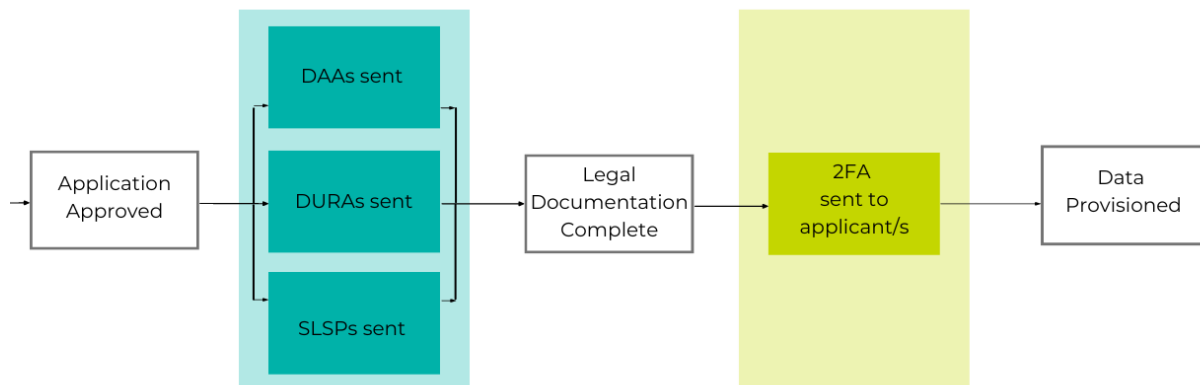 Application
Approved
DAAs sent
DURAs sent
SLSPs sent
Legal
Documentation
Complete
2FA
sent to
applicant/s
Data
Provisioned